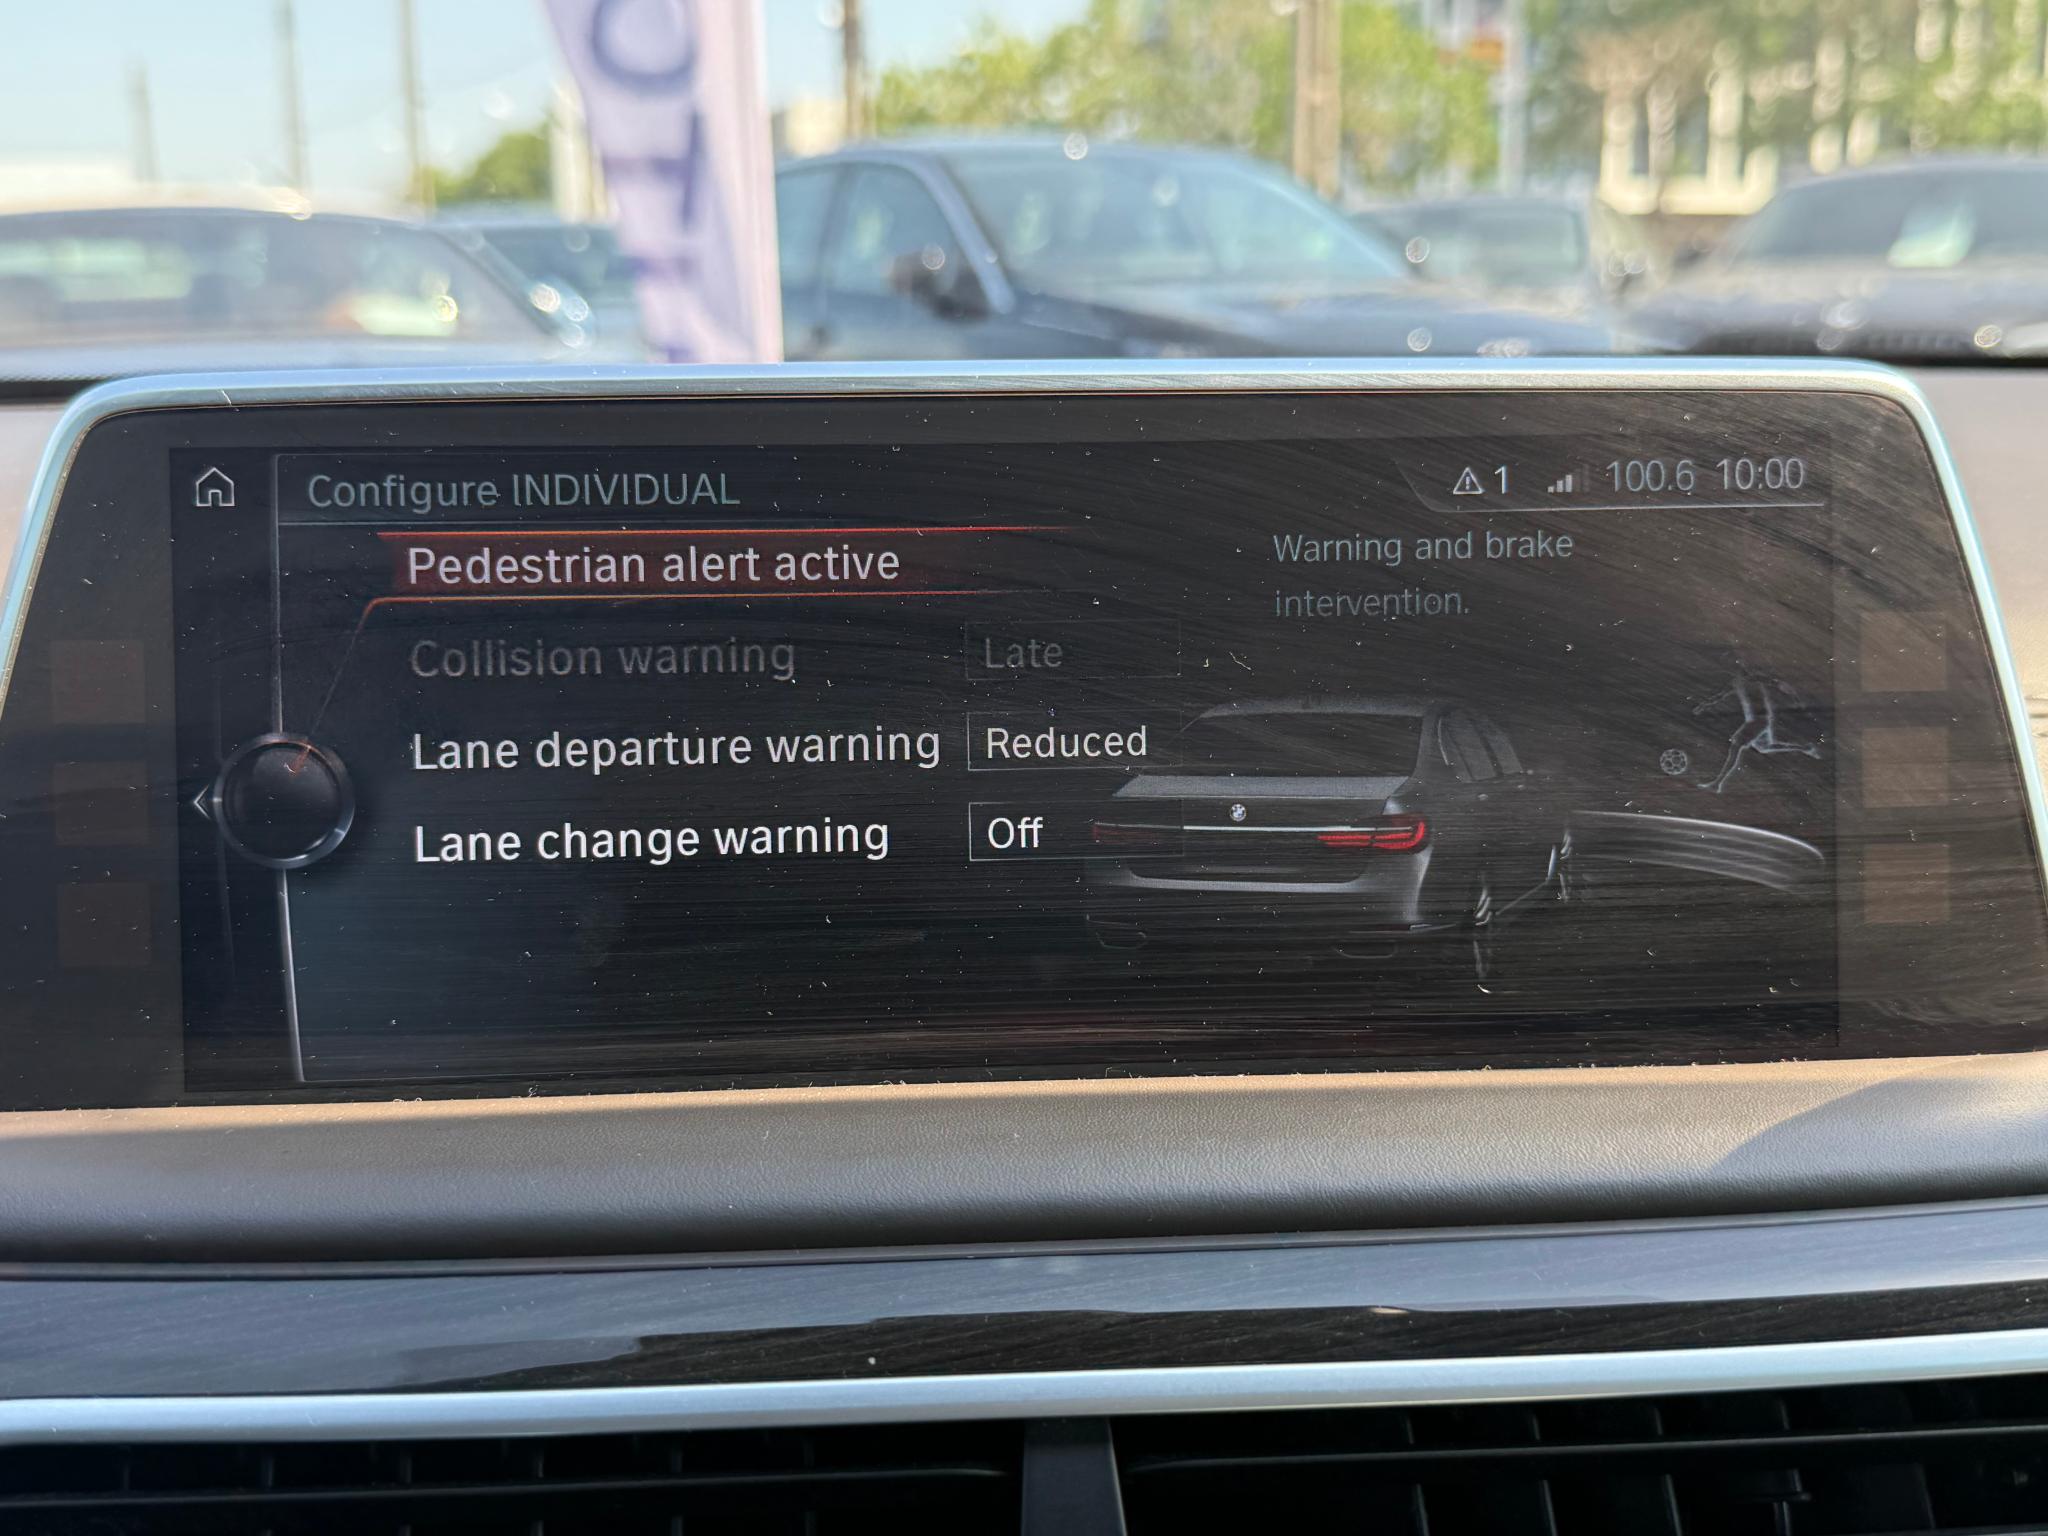 Configure INDIVIDUAL
1 100.6 10:00
Pedestrian alert active
Warning and brake
intervention.
Collision warning Late
Lane departure warning Reduced
Lane change warning Off